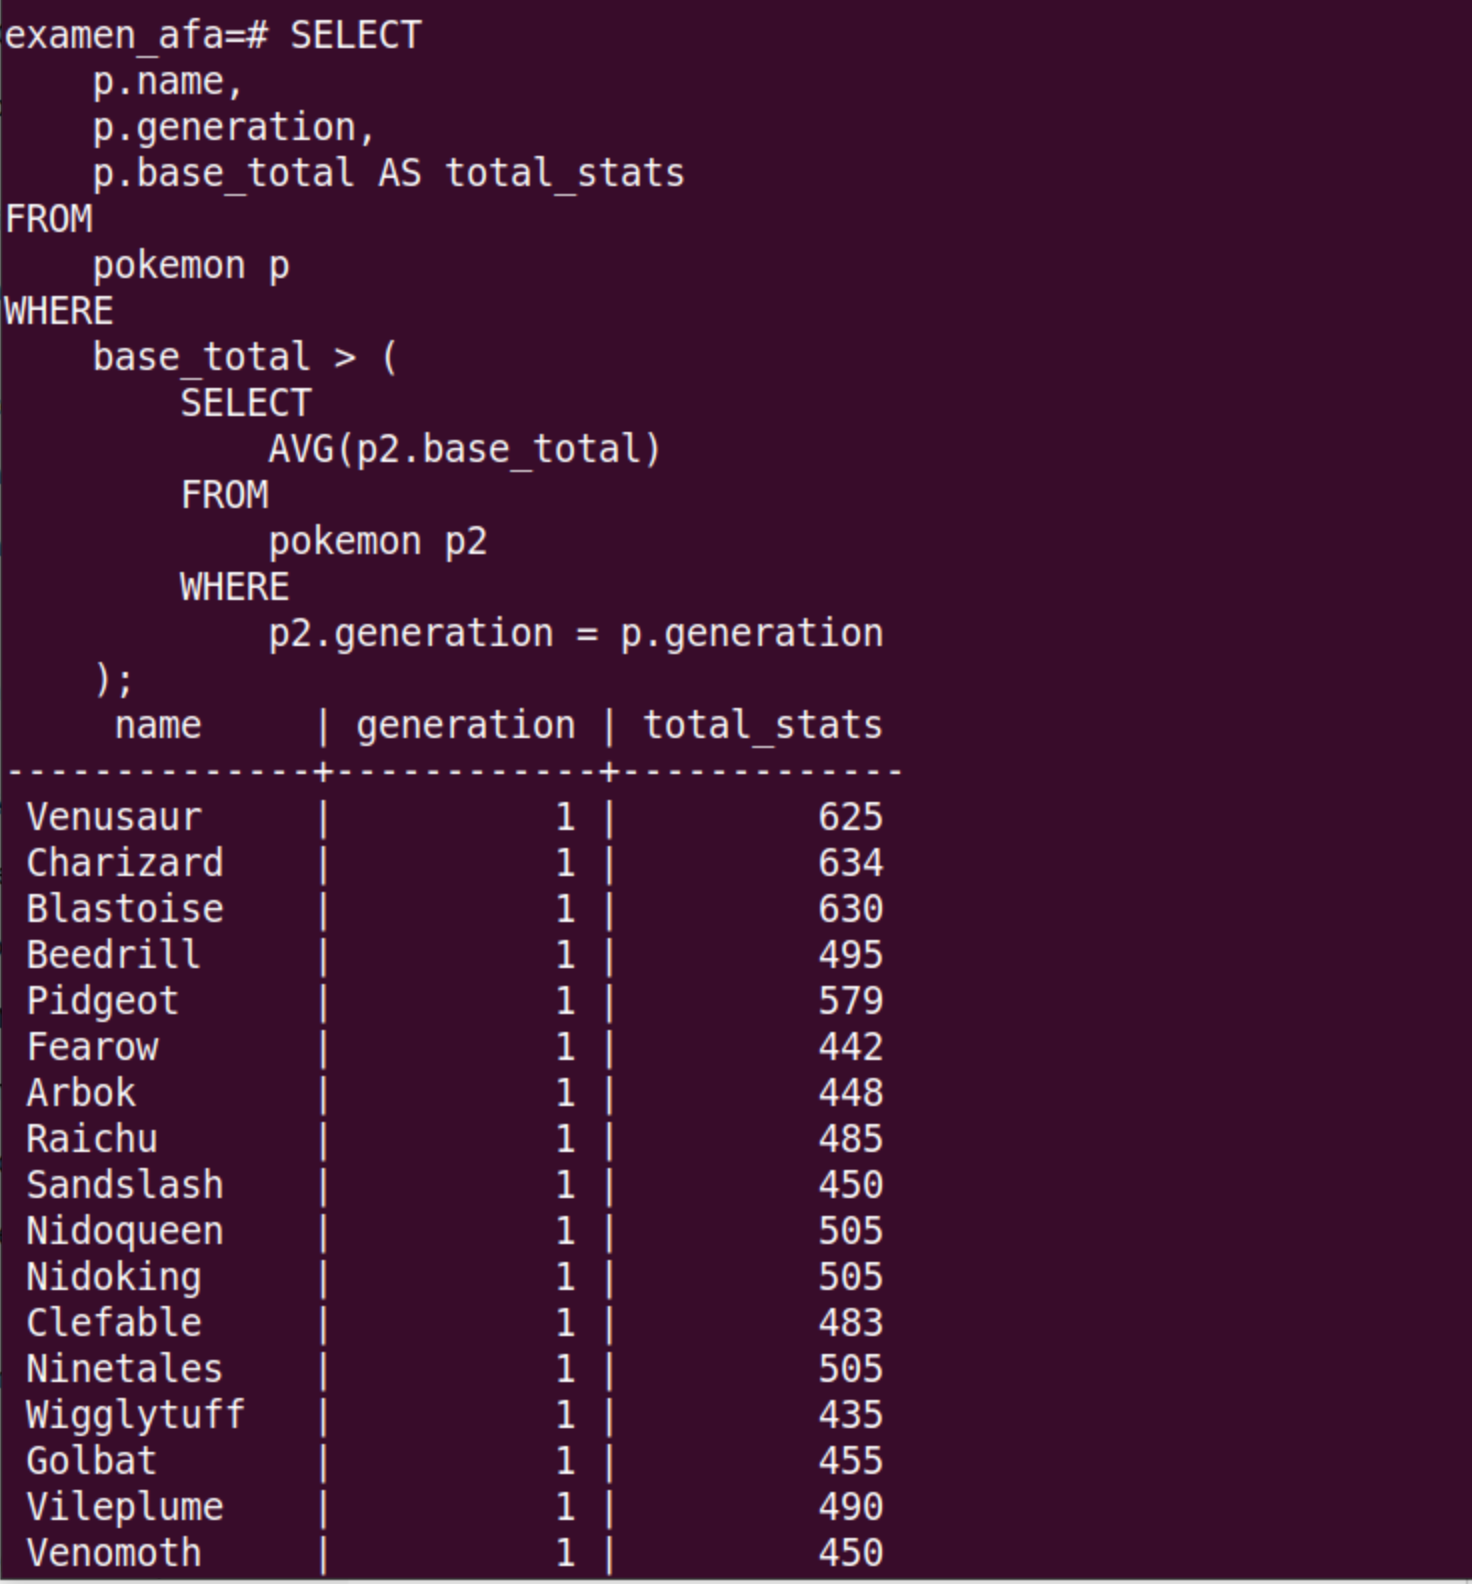 examen_afa=# SELECT
    p.name,
    p.generation,
    p.base_total AS total_stats
FROM
    pokemon p
WHERE
    base_total > (
        SELECT
            AVG(p2.base_total)
        FROM
            pokemon p2
        WHERE
            p2.generation = p.generation
    );
     name     | generation | total_stats
--------------+------------+-------------
 Venusaur     |          1 |         625
 Charizard    |          1 |         634
 Blastoise    |          1 |         630
 Beedrill     |          1 |         495
 Pidgeot      |          1 |         579
 Fearow       |          1 |         442
 Arbok        |          1 |         448
 Raichu       |          1 |         485
 Sandslash    |          1 |         450
 Nidoqueen    |          1 |         505
 Nidoking     |          1 |         505
 Clefable     |          1 |         483
 Ninetales    |          1 |         505
 Wigglytuff   |          1 |         435
 Golbat       |          1 |         455
 Vileplume    |          1 |         490
 Venomoth     |          1 |         450